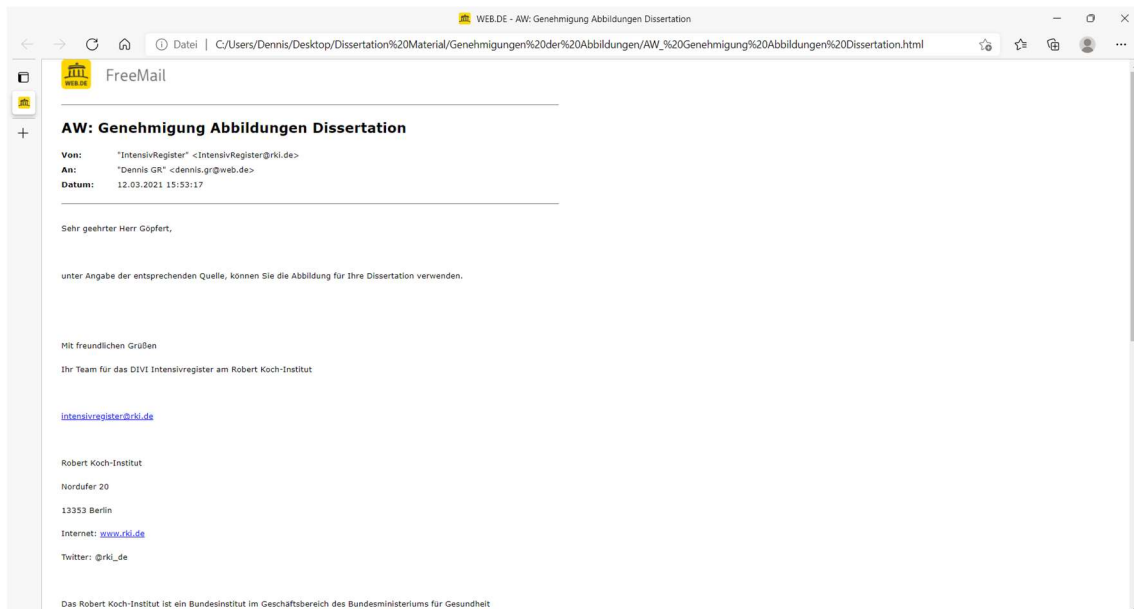 WEB.DE - AW: Genehmigung Abbildungen Dissertation
Datei | C:/Users/Dennis/Desktop/Dissertation%20Material/Genehmigungen%20der%20Abbildungen/AW_%20Genehmigung%20Abbildungen%20Dissertation.html
WEB.DE FreeMail
AW: Genehmigung Abbildungen Dissertation
Von: "IntensivRegister" <IntensivRegister@rki.de>
An: "Dennis GR" <dennis.gr@web.de>
Datum: 12.03.2021 15:53:17
Sehr geehrter Herr Göpfert,
unter Angabe der entsprechenden Quelle, können Sie die Abbildung für Ihre Dissertation verwenden.
Mit freundlichen Grüßen
Ihr Team für das DIVI Intensivregister am Robert Koch-Institut
intensivregister@rki.de
Robert Koch-Institut
Nordufer 20
13353 Berlin
Internet: www.rki.de
Twitter: @rki_de
Das Robert Koch-Institut ist ein Bundesinstitut im Geschäftsbereich des Bundesministeriums für Gesundheit